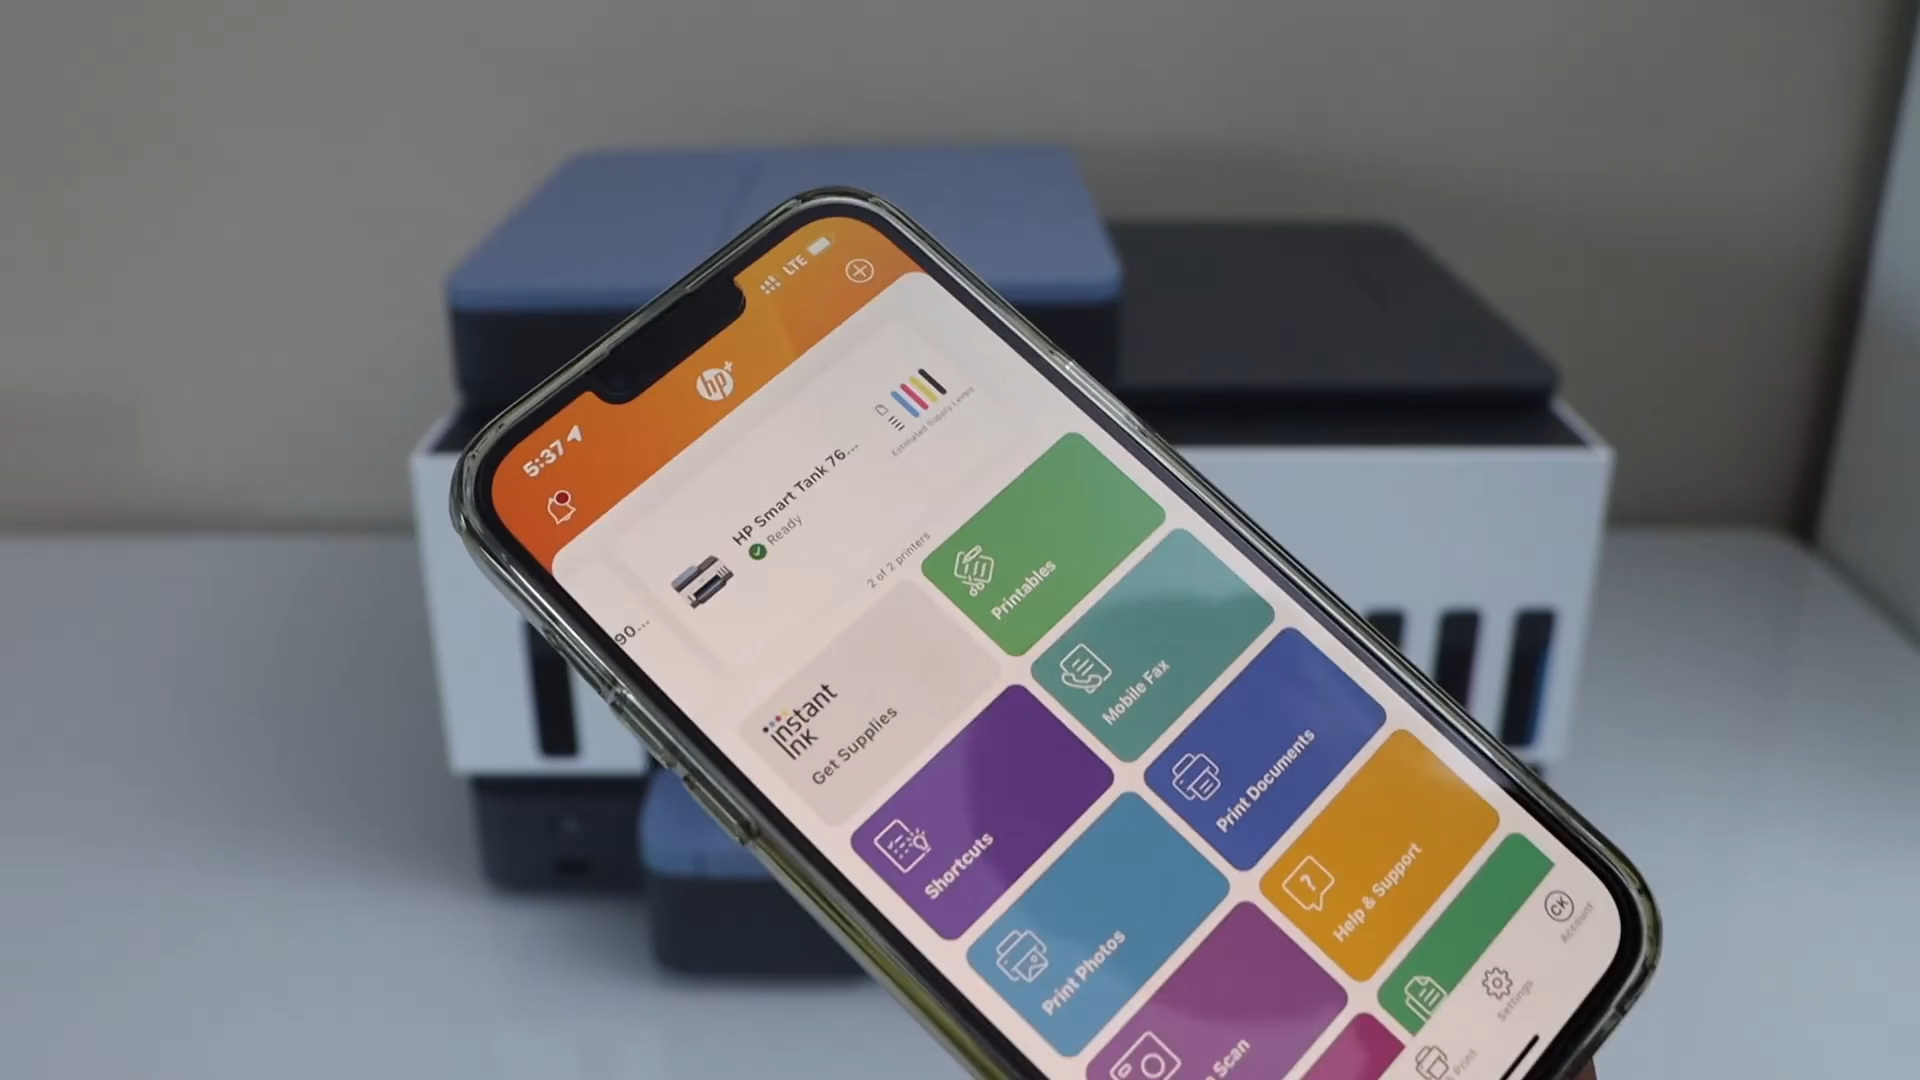 5:37
LTE
hp+
HP Smart Tank 76...
Ready
Estimated Supply Levels
90...
2 of 2 printers
instant
ink
Get Supplies
Printables
Shortcuts
Mobile Fax
Print Photos
Print Documents
Scan
Help & Support
Print
Settings
CK
Account